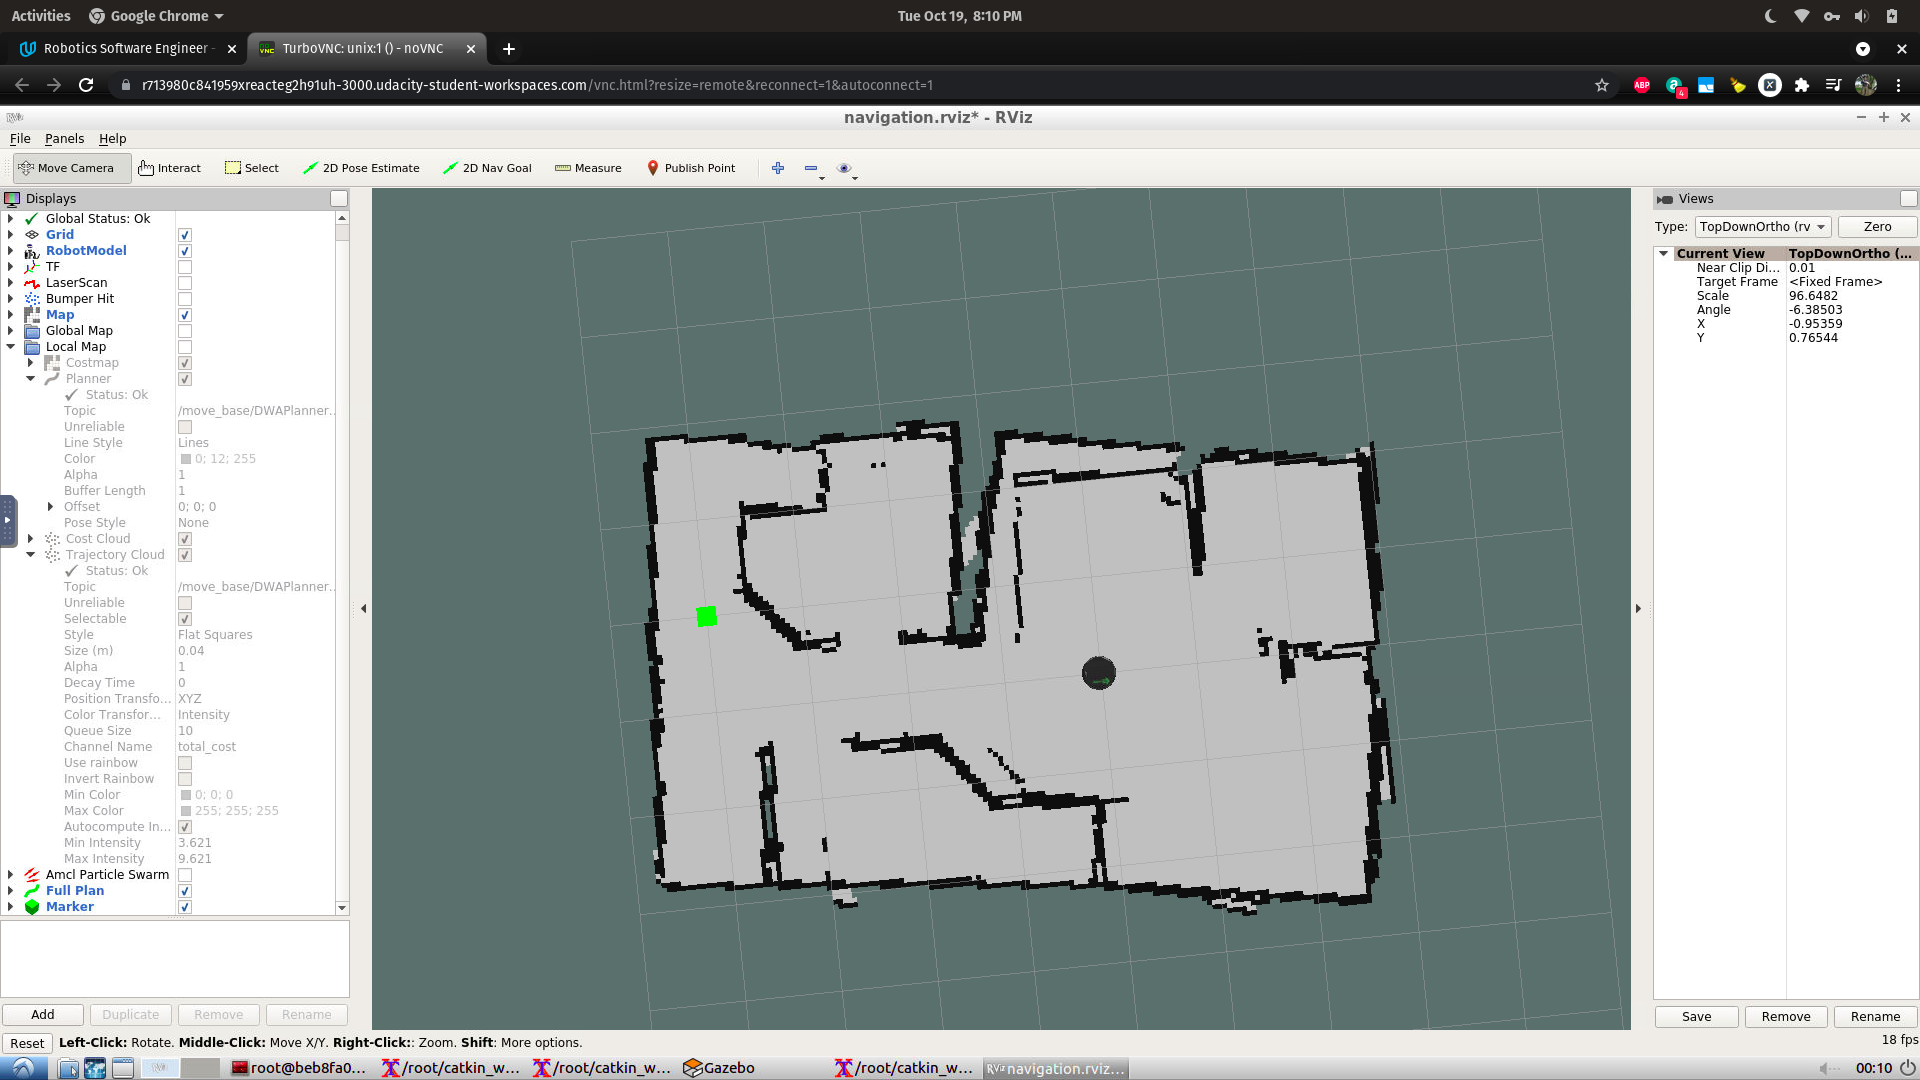 Activities Google Chrome Tue Oct 19, 8:10 PM
Robotics Software Engineer - TurboVNC: unix:1 () - noVNC
r713980c841959xreacteg2h91uh-3000.udacity-student-workspaces.com/vnc.html?resize=remote&reconnect=1&autoconnect=1 ABP 4
navigation.rviz* - RViz
File Panels Help
Move Camera Interact Select 2D Pose Estimate 2D Nav Goal Measure Publish Point
Displays
Global Status: Ok
Grid
RobotModel
TF
LaserScan
Bumper Hit
Map
Global Map
Local Map
Costmap
Planner
Status: Ok
Topic /move_base/DWAPlanner...
Unreliable
Line Style Lines
Color 0; 12; 255
Alpha 1
Buffer Length 1
Offset 0; 0; 0
Pose Style None
Cost Cloud
Trajectory Cloud
Status: Ok
Topic /move_base/DWAPlanner...
Unreliable
Selectable
Style Flat Squares
Size (m) 0.04
Alpha 1
Decay Time 0
Position Transfo... XYZ
Color Transfor... Intensity
Queue Size 10
Channel Name total_cost
Use rainbow
Invert Rainbow
Min Color 0; 0; 0
Max Color 255; 255; 255
Autocompute In...
Min Intensity 3.621
Max Intensity 9.621
Amcl Particle Swarm
Full Plan
Marker
Add Duplicate Remove Rename
Views
Type: TopDownOrtho (rv Zero
Current View TopDownOrtho (...
Near Clip Di... 0.01
Target Frame <Fixed Frame>
Scale 96.6482
Angle -6.38503
X -0.95359
Y 0.76544
Save Remove Rename
Reset Left-Click: Rotate. Middle-Click: Move X/Y. Right-Click:: Zoom. Shift: More options. 18 fps
root@beb8fa0... /root/catkin_w... /root/catkin_w... Gazebo /root/catkin_w... RViz navigation.rviz... 00:10